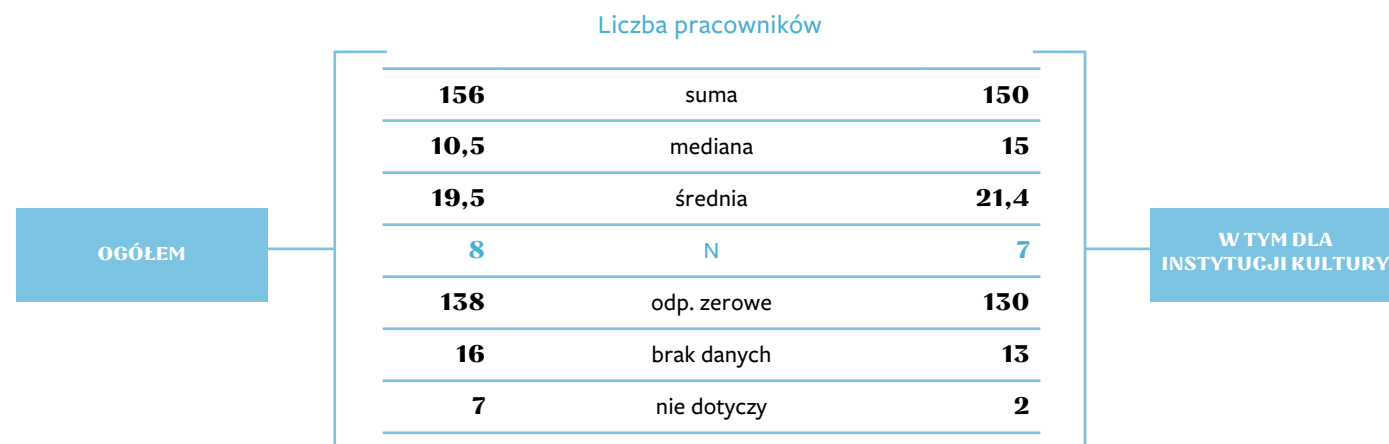 Liczba pracowników
156 suma 150
10,5 mediana 15
19,5 średnia 21,4
OGÓŁEM
8 N 7
W TYM DLA
INSTYTUCJI KULTURY
138 odp. zerowe 130
16 brak danych 13
7 nie dotyczy 2